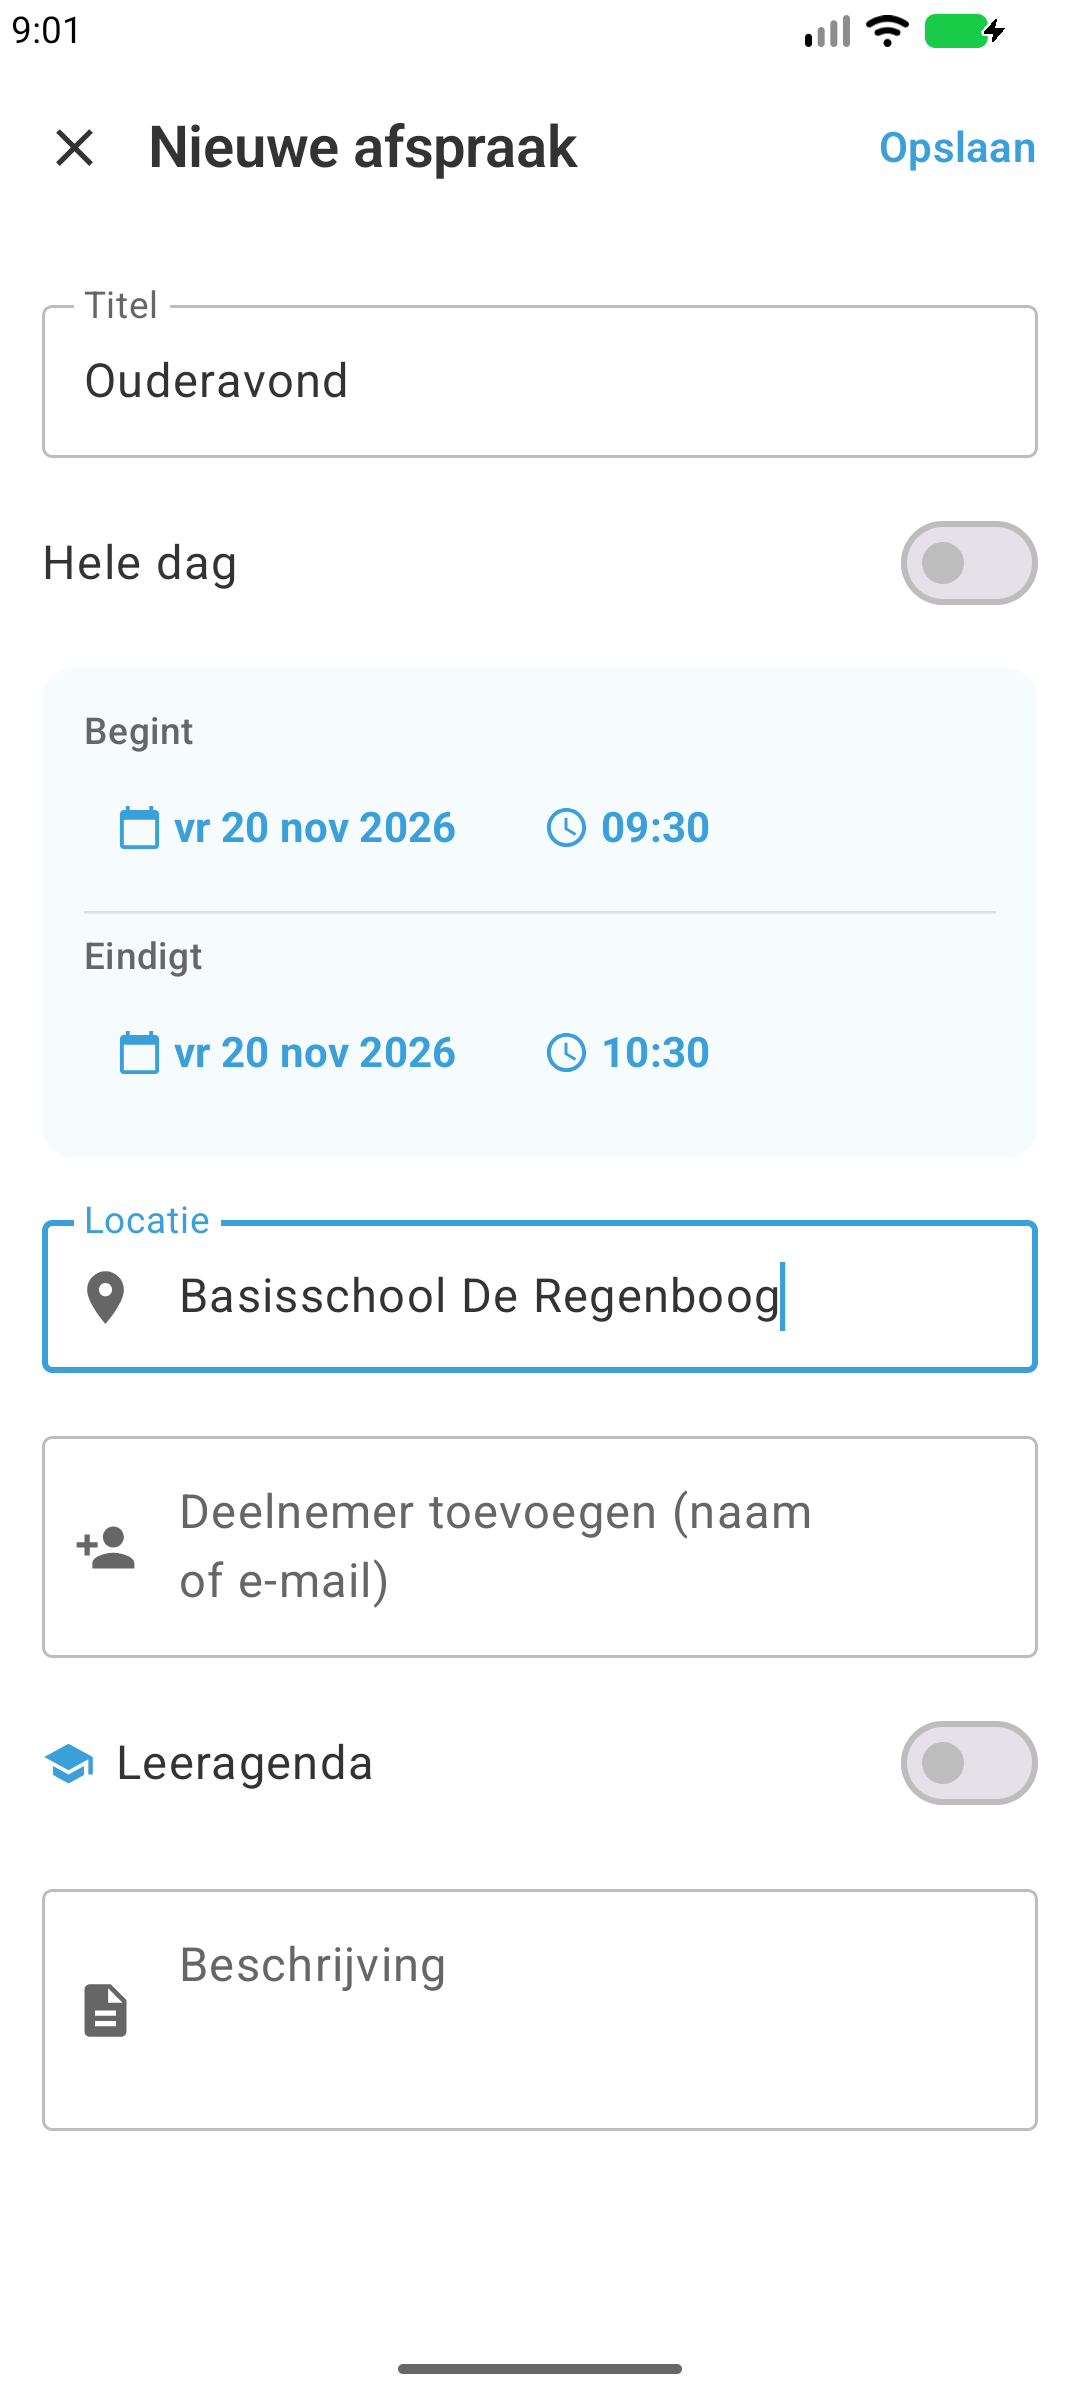 9:01
Nieuwe afspraak
Opslaan
Titel
Ouderavond
Hele dag
Begint
vr 20 nov 2026 09:30
Eindigt
vr 20 nov 2026 10:30
Locatie
Basisschool De Regenboog
Deelnemer toevoegen (naam
of e-mail)
Leeragenda
Beschrijving